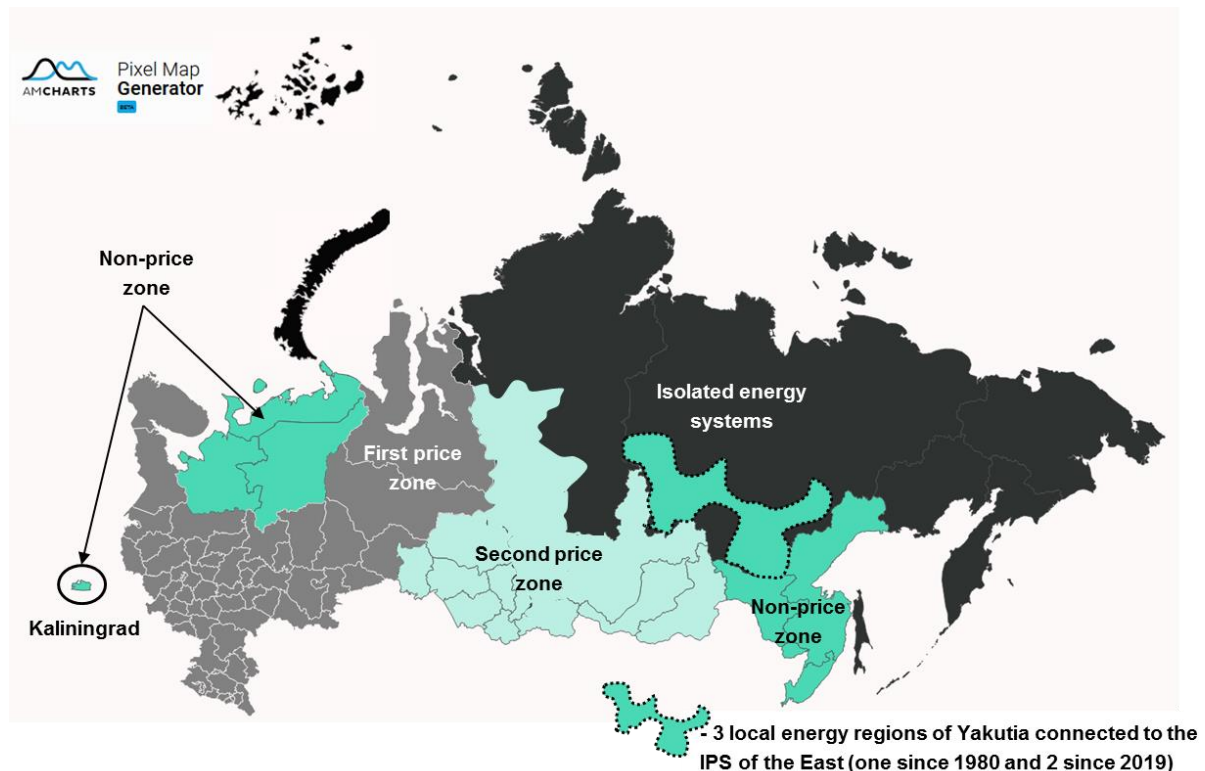 AMCHARTS
Pixel Map
Generator
BETA
Non-price
zone
Isolated energy
systems
First price
zone
Second price
zone
Non-price
zone
Kaliningrad
- 3 local energy regions of Yakutia connected to the
IPS of the East (one since 1980 and 2 since 2019)